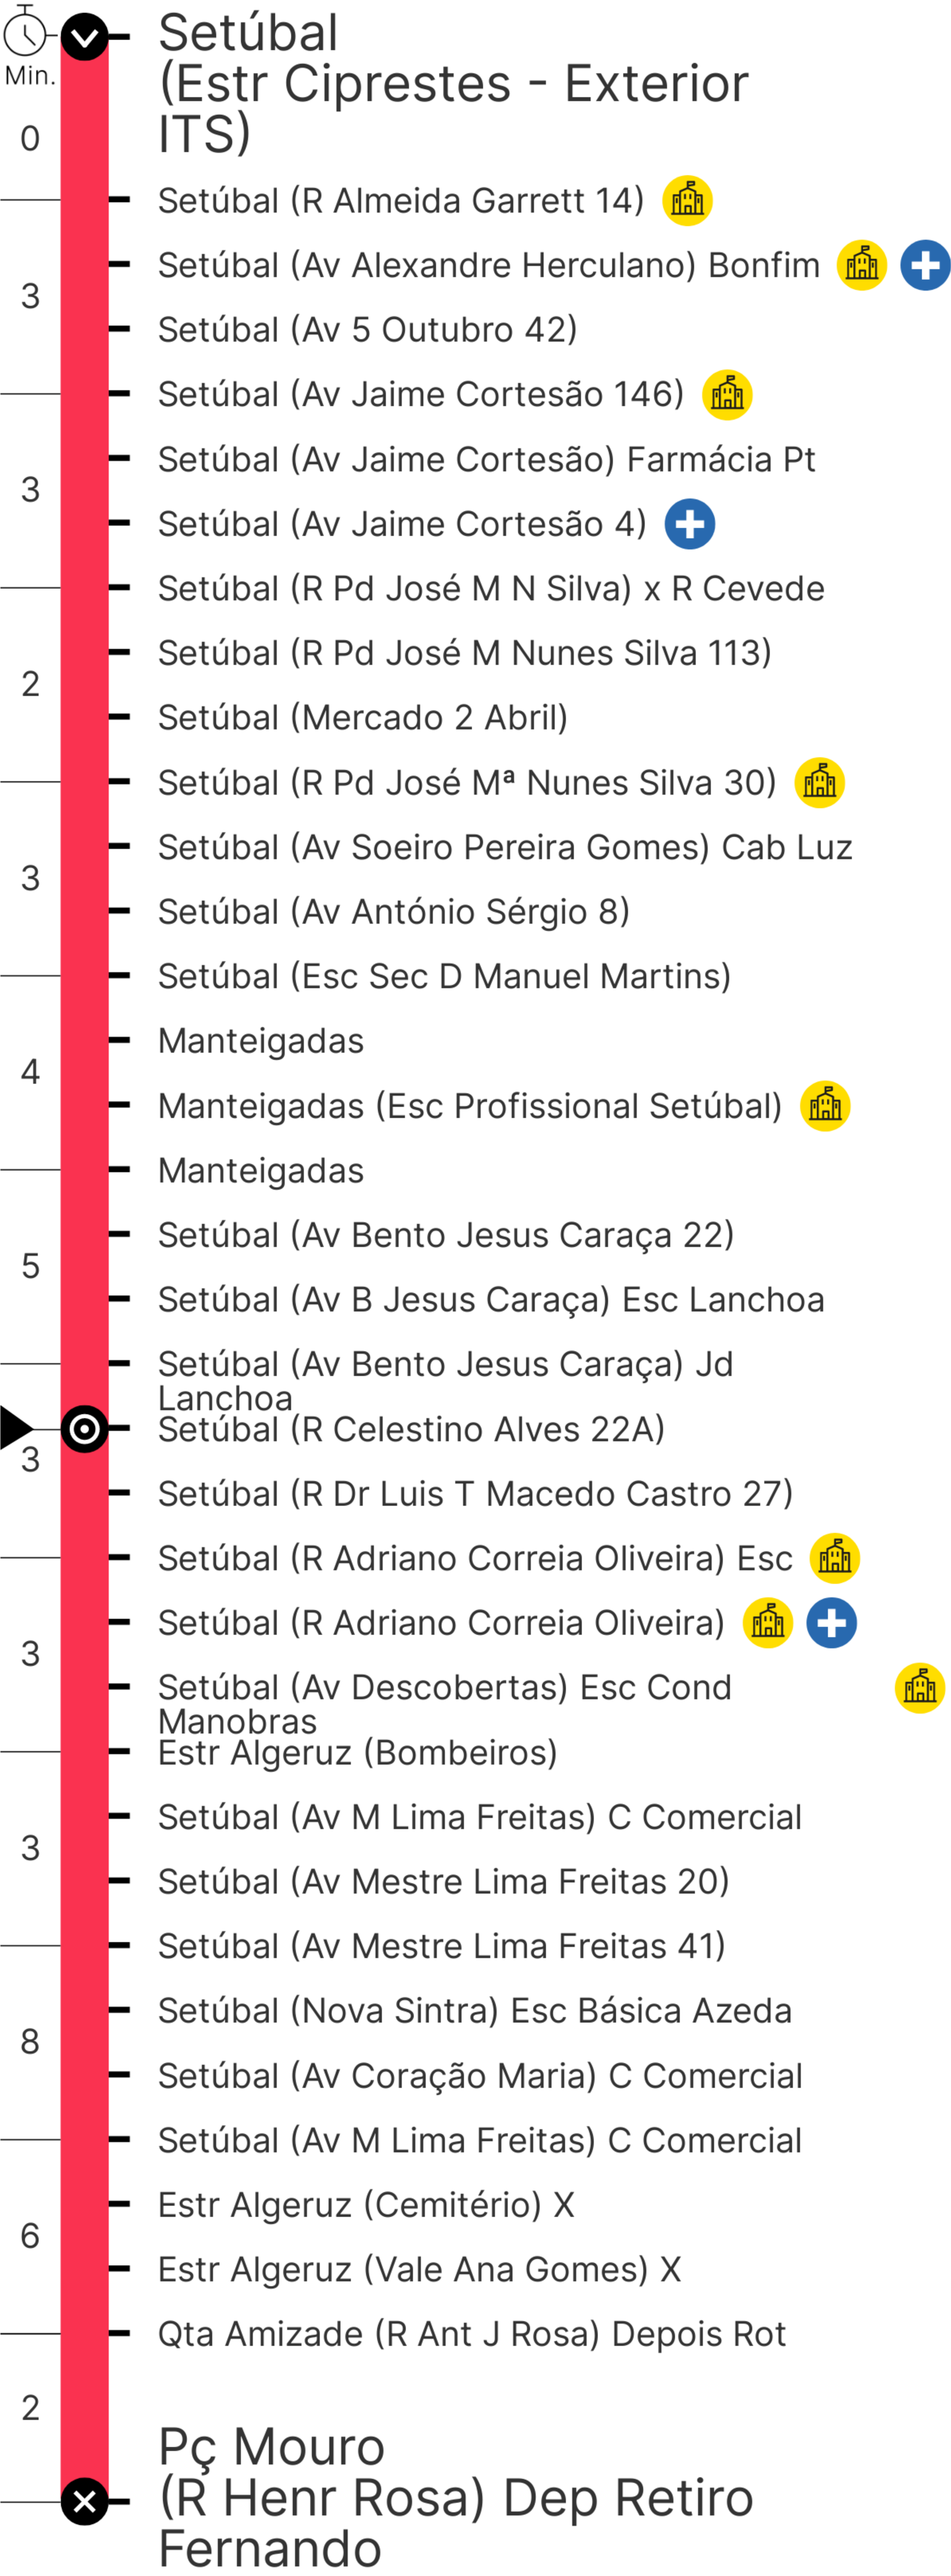 Setúbal
(Estr Ciprestes - Exterior
ITS)
Min.
0
Setúbal (R Almeida Garrett 14)
Setúbal (Av Alexandre Herculano) Bonfim
3
Setúbal (Av 5 Outubro 42)
Setúbal (Av Jaime Cortesão 146)
Setúbal (Av Jaime Cortesão) Farmácia Pt
3
Setúbal (Av Jaime Cortesão 4)
Setúbal (R Pd José M N Silva) x R Cevede
Setúbal (R Pd José M Nunes Silva 113)
2
Setúbal (Mercado 2 Abril)
Setúbal (R Pd José Mª Nunes Silva 30)
Setúbal (Av Soeiro Pereira Gomes) Cab Luz
3
Setúbal (Av António Sérgio 8)
Setúbal (Esc Sec D Manuel Martins)
Manteigadas
4
Manteigadas (Esc Profissional Setúbal)
Manteigadas
Setúbal (Av Bento Jesus Caraça 22)
5
Setúbal (Av B Jesus Caraça) Esc Lanchoa
Setúbal (Av Bento Jesus Caraça) Jd
Lanchoa
Setúbal (R Celestino Alves 22A)
3
Setúbal (R Dr Luis T Macedo Castro 27)
Setúbal (R Adriano Correia Oliveira) Esc
Setúbal (R Adriano Correia Oliveira)
3
Setúbal (Av Descobertas) Esc Cond
Manobras
Estr Algeruz (Bombeiros)
Setúbal (Av M Lima Freitas) C Comercial
3
Setúbal (Av Mestre Lima Freitas 20)
Setúbal (Av Mestre Lima Freitas 41)
Setúbal (Nova Sintra) Esc Básica Azeda
8
Setúbal (Av Coração Maria) C Comercial
Setúbal (Av M Lima Freitas) C Comercial
Estr Algeruz (Cemitério) X
6
Estr Algeruz (Vale Ana Gomes) X
Qta Amizade (R Ant J Rosa) Depois Rot
2
Pç Mouro
(R Henr Rosa) Dep Retiro
Fernando